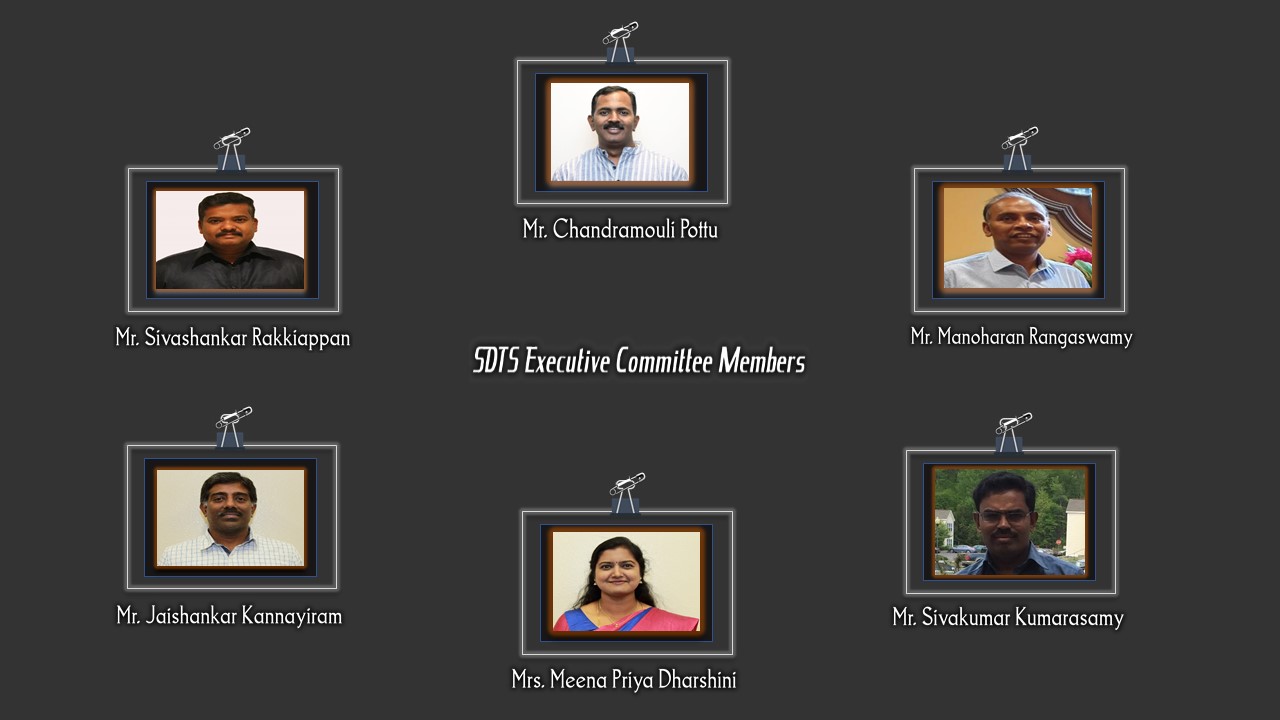 Mr. Chandramouli Pottu
Mr. Sivashankar Rakkiappan
Mr. Manoharan Rangaswamy
SDTS Executive Committee Members
Mr. Jaishankar Kannayiram
Mr. Sivakumar Kumarasamy
Mrs. Meena Priya Dharshini